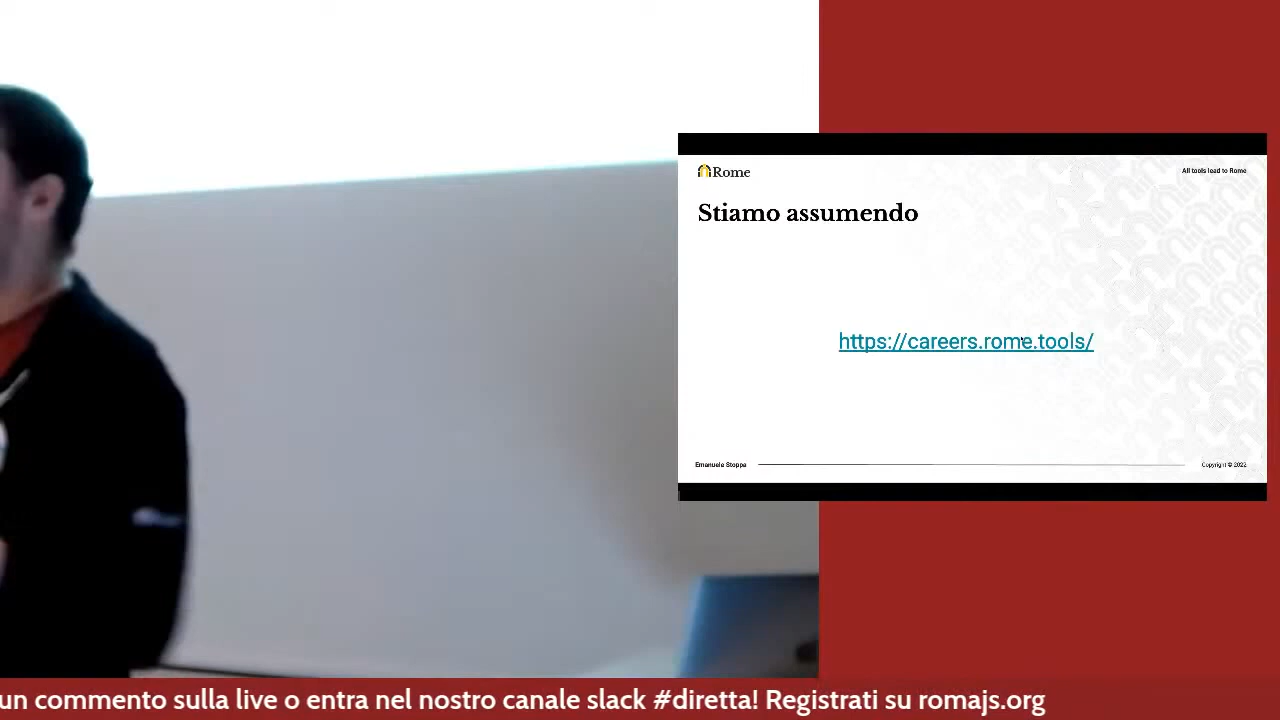 Rome
All tools lead to Rome
Stiamo assumendo
https://careers.rome.tools/
Emanuele Stoppa
Copyright © 2022
un commento sulla live o entra nel nostro canale slack #diretta! Registrati su romajs.org